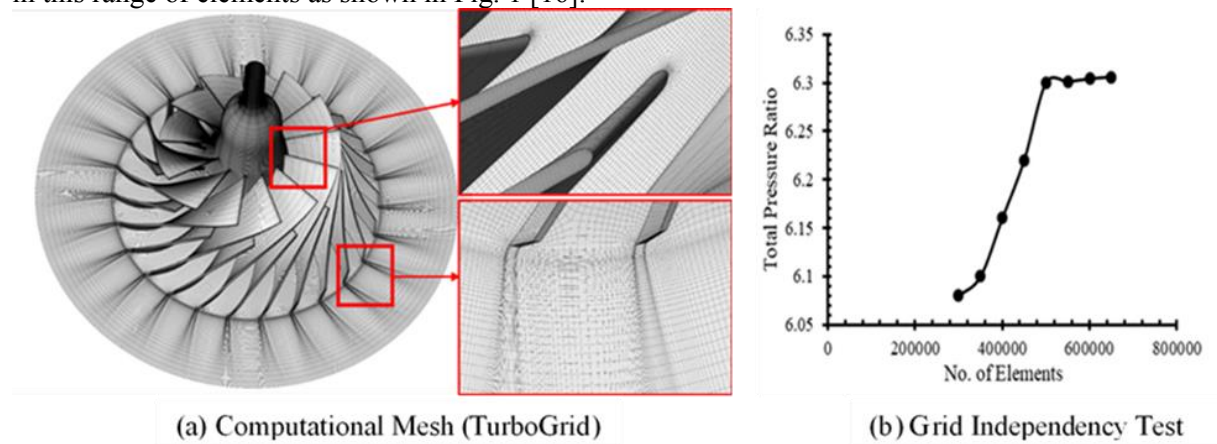 in this range of elements as shown in Fig. 1 [16].
6.35
6.3
6.25
6.2
6.15
6.1
6.05
Total Pressure Ratio
0 200000 400000 600000 800000
No. of Elements
(a) Computational Mesh (TurboGrid)
(b) Grid Independency Test